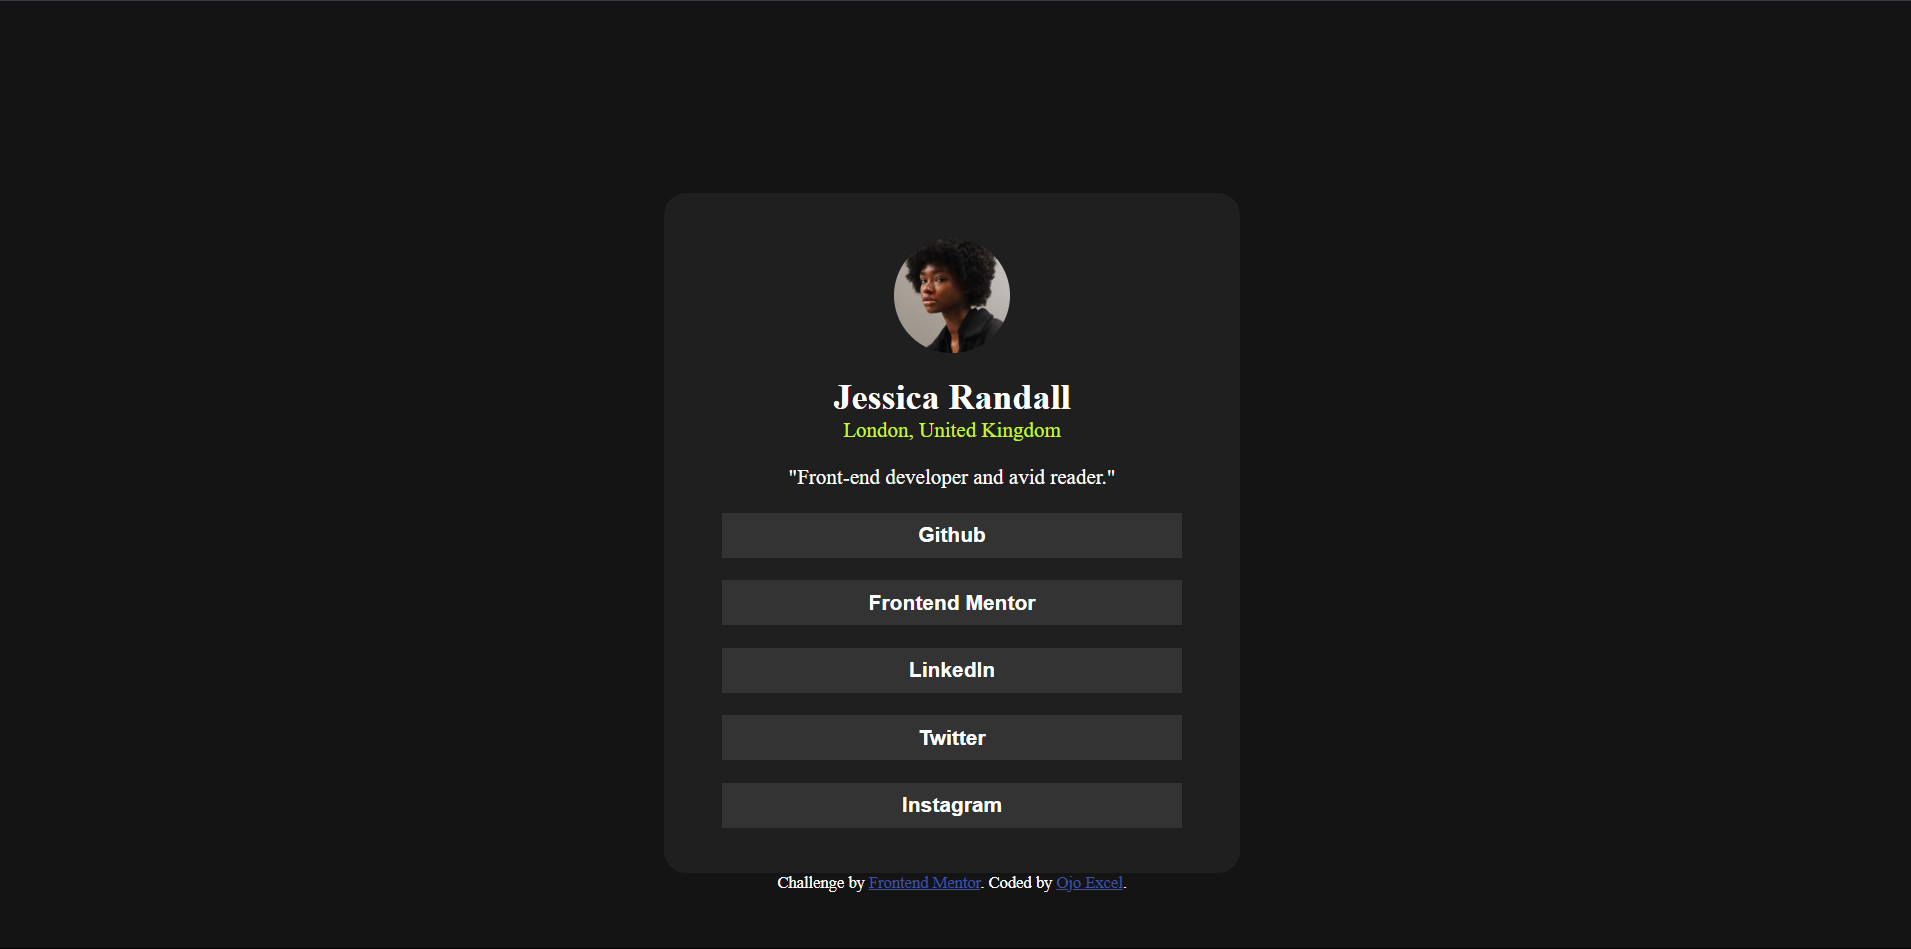 Jessica Randall
London, United Kingdom
"Front-end developer and avid reader."
Github
Frontend Mentor
LinkedIn
Twitter
Instagram
Challenge by Frontend Mentor. Coded by Ojo Excel.